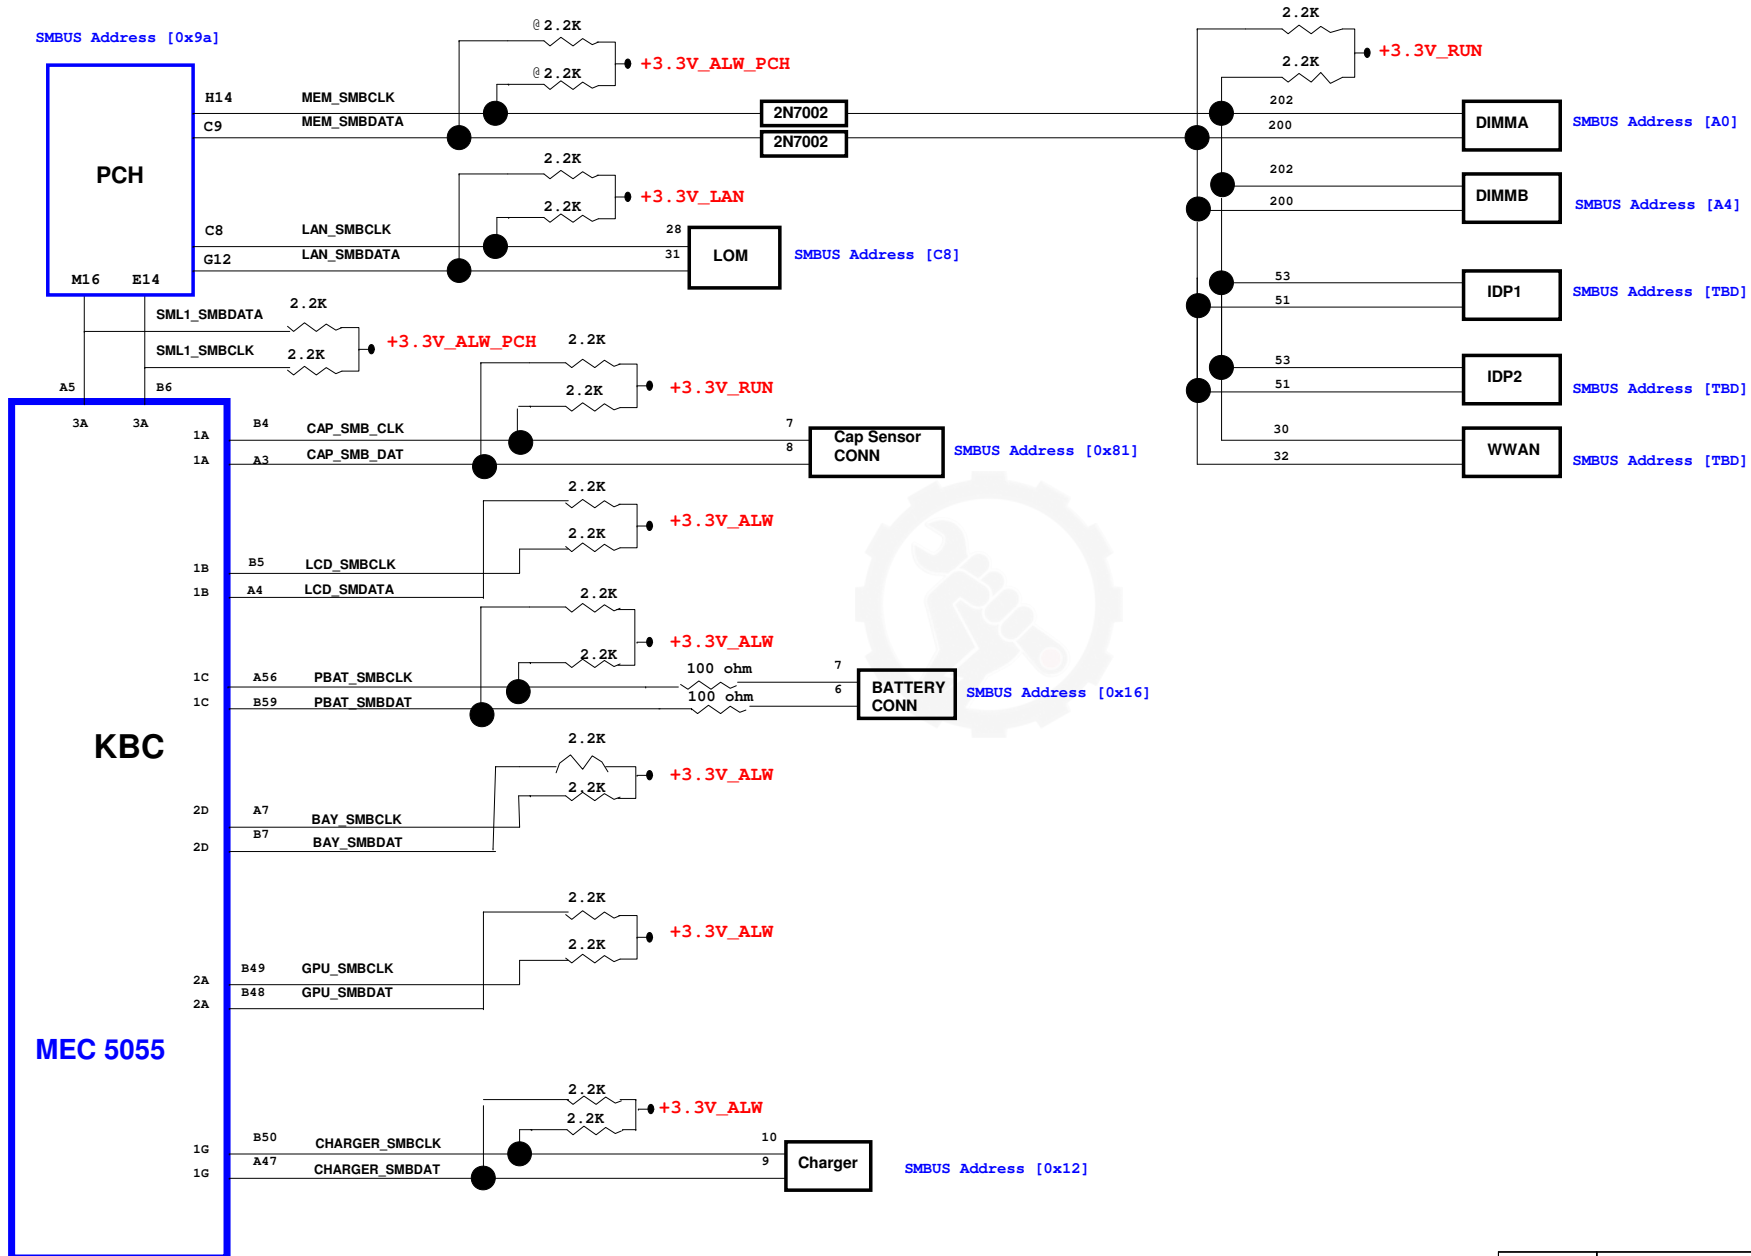 SMBUS Address [0x9a]
@ 2.2K
@ 2.2K
+3.3V_ALW_PCH
2.2K
2.2K
+3.3V_RUN
PCH
H14 MEM_SMBCLK
C9 MEM_SMBDATA
2N7002
2N7002
202
200
DIMMA
SMBUS Address [A0]
2.2K
2.2K
+3.3V_LAN
202
200
DIMMB
SMBUS Address [A4]
C8 LAN_SMBCLK 28
G12 LAN_SMBDATA 31
LOM
SMBUS Address [C8]
M16 E14
53
51
IDP1
SMBUS Address [TBD]
SML1_SMBDATA 2.2K
SML1_SMBCLK 2.2K
+3.3V_ALW_PCH
53
51
IDP2
SMBUS Address [TBD]
A5 B6
3A 3A
2.2K
2.2K
+3.3V_RUN
1A B4 CAP_SMB_CLK 7
1A A3 CAP_SMB_DAT 8
Cap Sensor
CONN
SMBUS Address [0x81]
30
32
WWAN
SMBUS Address [TBD]
2.2K
2.2K
+3.3V_ALW
1B B5 LCD_SMBCLK
1B A4 LCD_SMDATA
2.2K
2.2K
+3.3V_ALW
1C A56 PBAT_SMBCLK 100 ohm 7
1C B59 PBAT_SMBDAT 100 ohm 6
BATTERY
CONN
SMBUS Address [0x16]
KBC
2.2K
2.2K
+3.3V_ALW
2D A7 BAY_SMBCLK
2D B7 BAY_SMBDAT
2.2K
2.2K
+3.3V_ALW
2A B49 GPU_SMBCLK
2A B48 GPU_SMBDAT
MEC 5055
2.2K
2.2K
+3.3V_ALW
1G B50 CHARGER_SMBCLK 10
1G A47 CHARGER_SMBDAT 9
Charger
SMBUS Address [0x12]